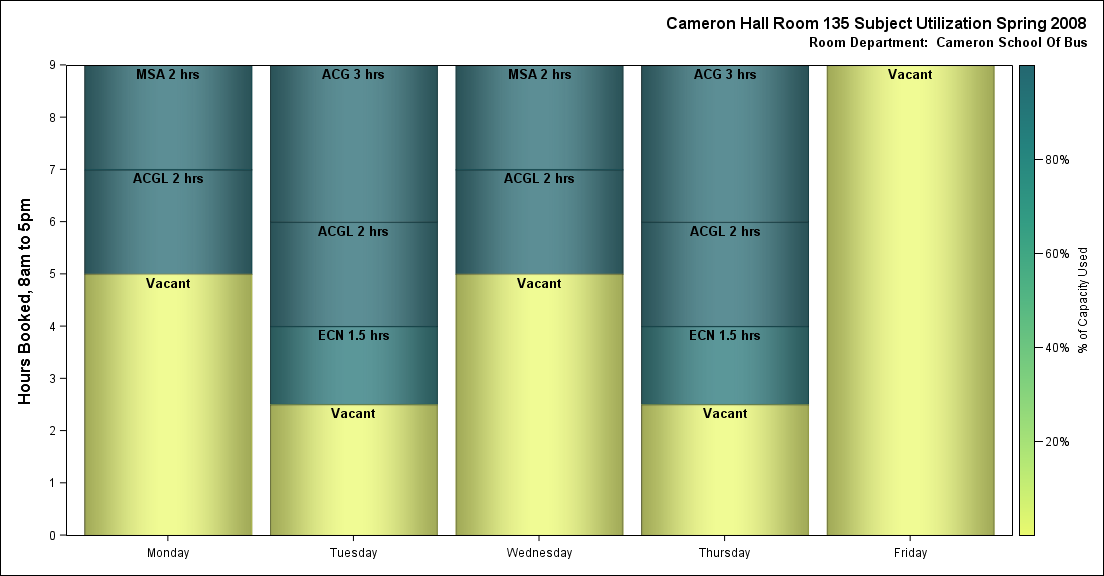 Cameron Hall Room 135 Subject Utilization Spring 2008
Room Department:  Cameron School Of Bus
Hours Booked, 8am to 5pm
9
8
7
6
5
4
3
2
1
0
MSA 2 hrs
ACGL 2 hrs
Vacant
ACG 3 hrs
ACGL 2 hrs
ECN 1.5 hrs
Vacant
MSA 2 hrs
ACGL 2 hrs
Vacant
ACG 3 hrs
ACGL 2 hrs
ECN 1.5 hrs
Vacant
Vacant
Monday
Tuesday
Wednesday
Thursday
Friday
80%
60%
40%
20%
% of Capacity Used